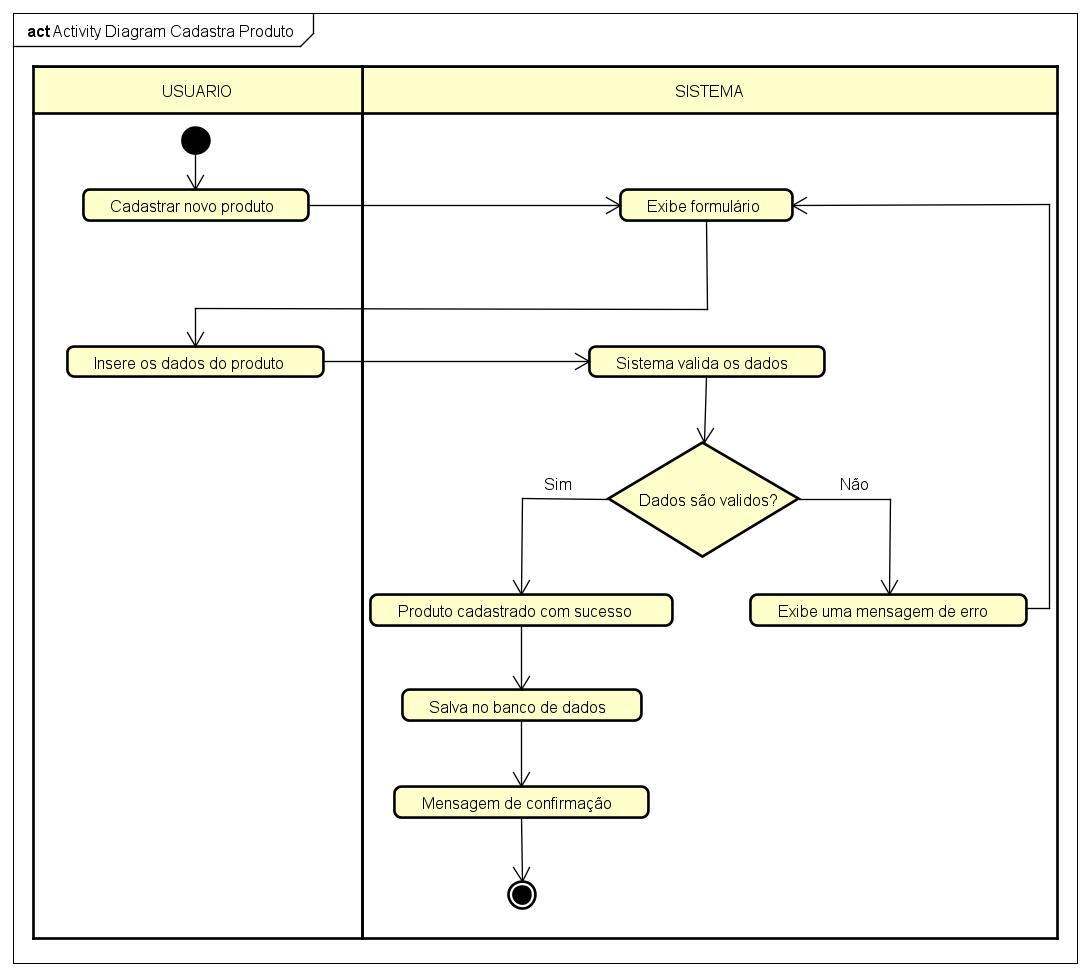 act Activity Diagram Cadastra Produto
USUARIO
SISTEMA
Cadastrar novo produto
Exibe formulário
Insere os dados do produto
Sistema valida os dados
Sim
Dados são validos?
Não
Produto cadastrado com sucesso
Exibe uma mensagem de erro
Salva no banco de dados
Mensagem de confirmação